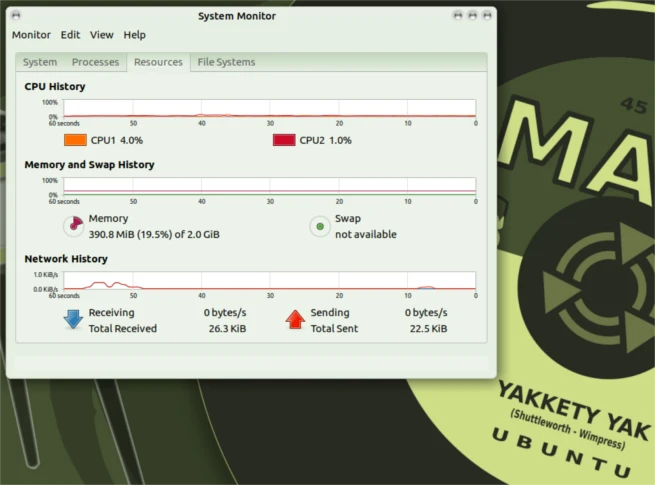 System Monitor
Monitor Edit View Help
System Processes Resources File Systems
CPU History
100%
0%
60 seconds 50 40 30 20 10 0
CPU1 4.0% CPU2 1.0%
Memory and Swap History
100%
0%
60 seconds 50 40 30 20 10 0
Memory Swap
390.8 MiB (19.5%) of 2.0 GiB not available
Network History
1.0 KiB/s
0.0 KiB/s
60 seconds 50 40 30 20 10 0
Receiving 0 bytes/s Sending 0 bytes/s
Total Received 26.3 KiB Total Sent 22.5 KiB
45
MA
YAKKETY YAK
(Shuttleworth - Wimpress)
UBUNTU